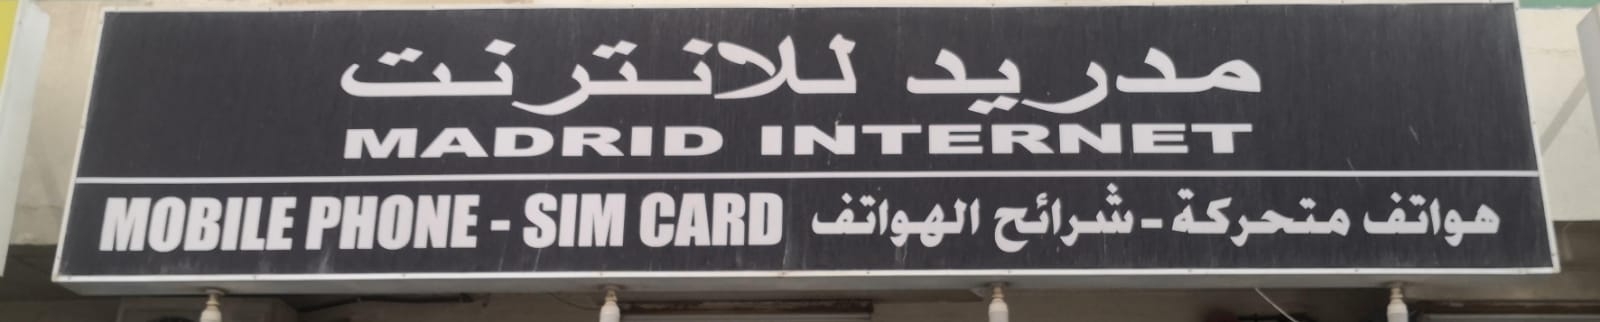 مدريد للانترنت
MADRID INTERNET
هواتف متحركة - شرائح الهواتف
MOBILE PHONE - SIM CARD